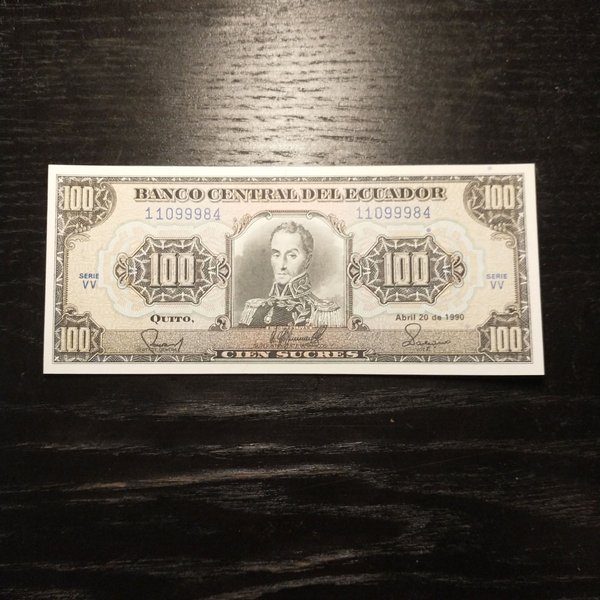 100 BANCO CENTRAL DEL ECUADOR 100
11099984 11099984
SERIE VV 100 100 SERIE VV
QUITO, Abril 20 de 1990
100 CIEN SUCRES 100